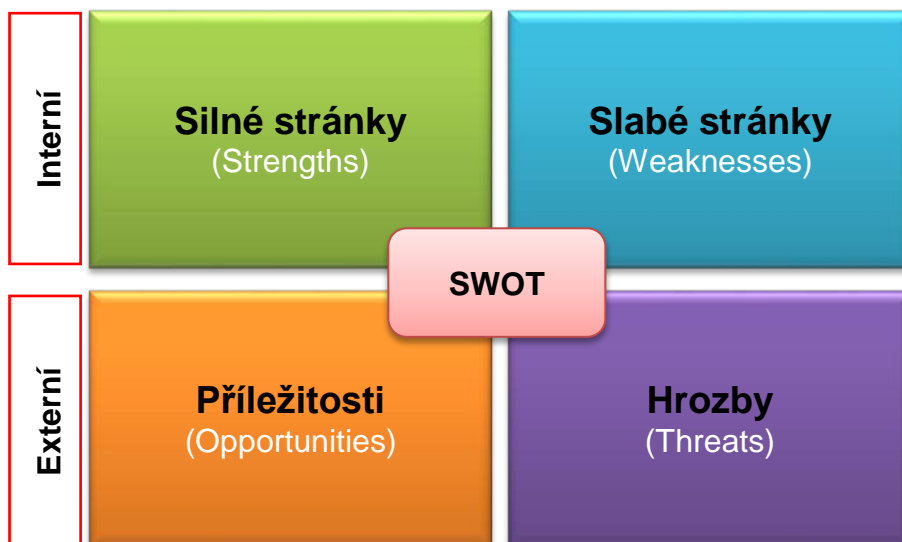 Interní
Silné stránky
(Strengths)
Slabé stránky
(Weaknesses)
SWOT
Externí
Příležitosti
(Opportunities)
Hrozby
(Threats)